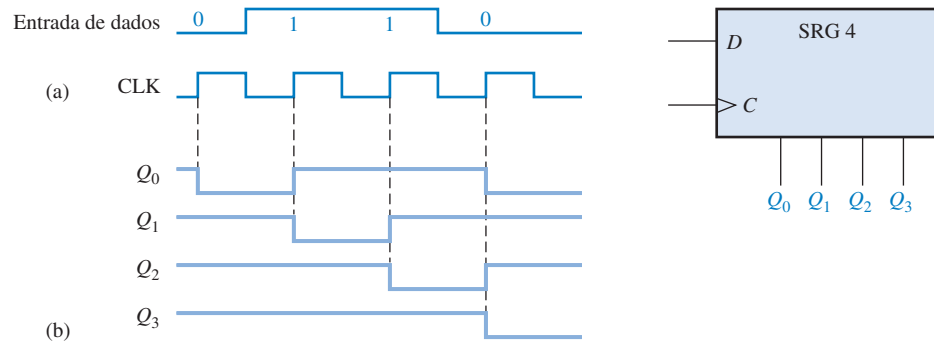 Entrada de dados 0 1 1 0
(a) CLK
Q0
Q1
Q2
(b) Q3
SRG 4
D
C
Q0 Q1 Q2 Q3